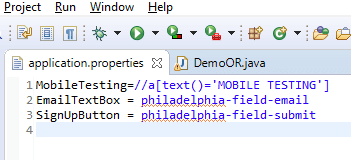 Project Run Window Help
application.properties DemoOR.java
1 MobileTesting=//a[text()='MOBILE TESTING']
2 EmailTextBox = philadelphia-field-email
3 SignUpButton = philadelphia-field-submit
4